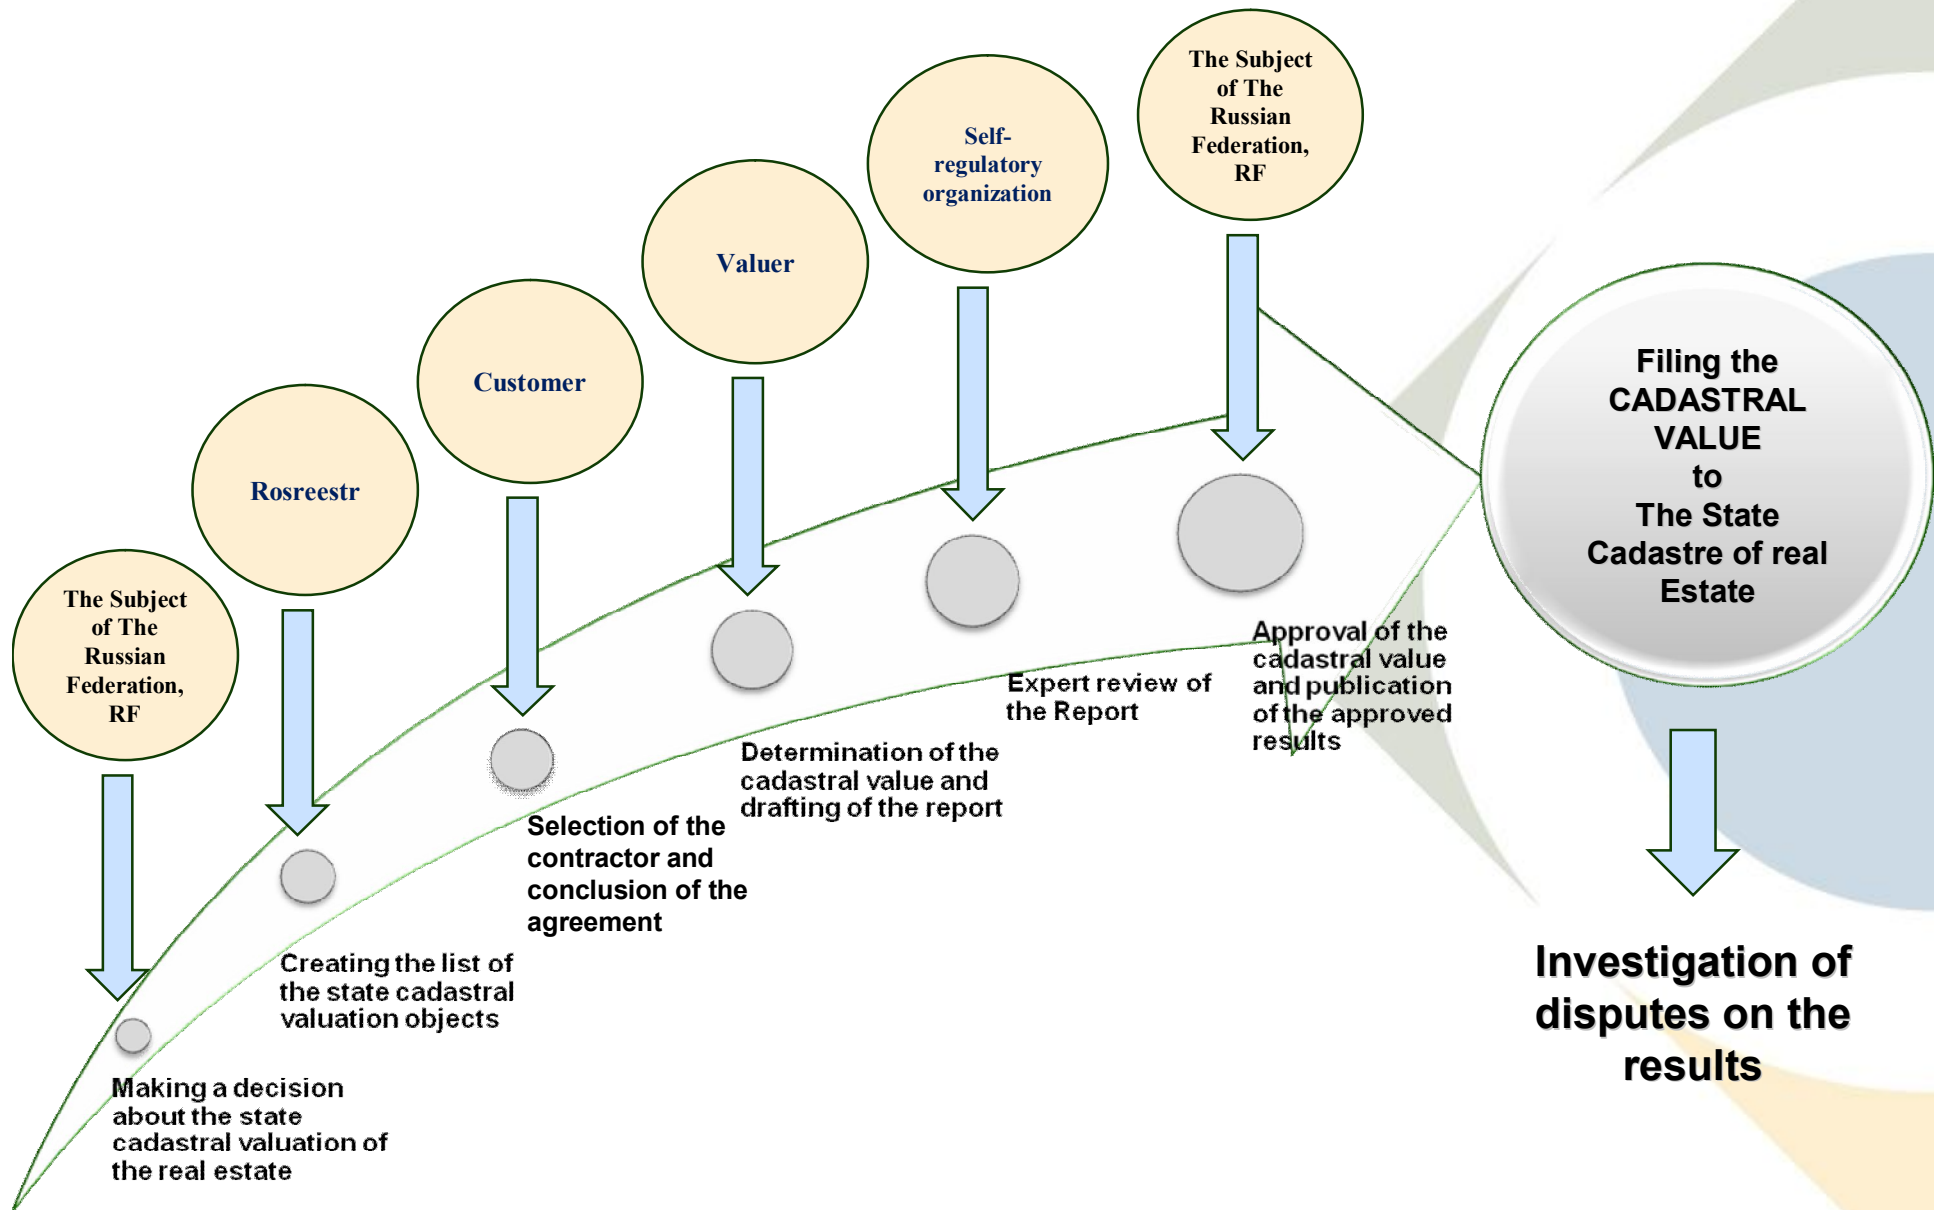 The Subject
of The
Russian
Federation,
RF
Rosreestr
Customer
Valuer
Self-
regulatory
organization
The Subject
of The
Russian
Federation,
RF
Making a decision
about the state
cadastral valuation of
the real estate
Creating the list of
the state cadastral
valuation objects
Selection of the
contractor and
conclusion of the
agreement
Determination of the
cadastral value and
drafting of the report
Expert review of
the Report
Approval of the
cadastral value
and publication
of the approved
results
Filing the
CADASTRAL
VALUE
to
The State
Cadastre of real
Estate
Investigation of
disputes on the
results